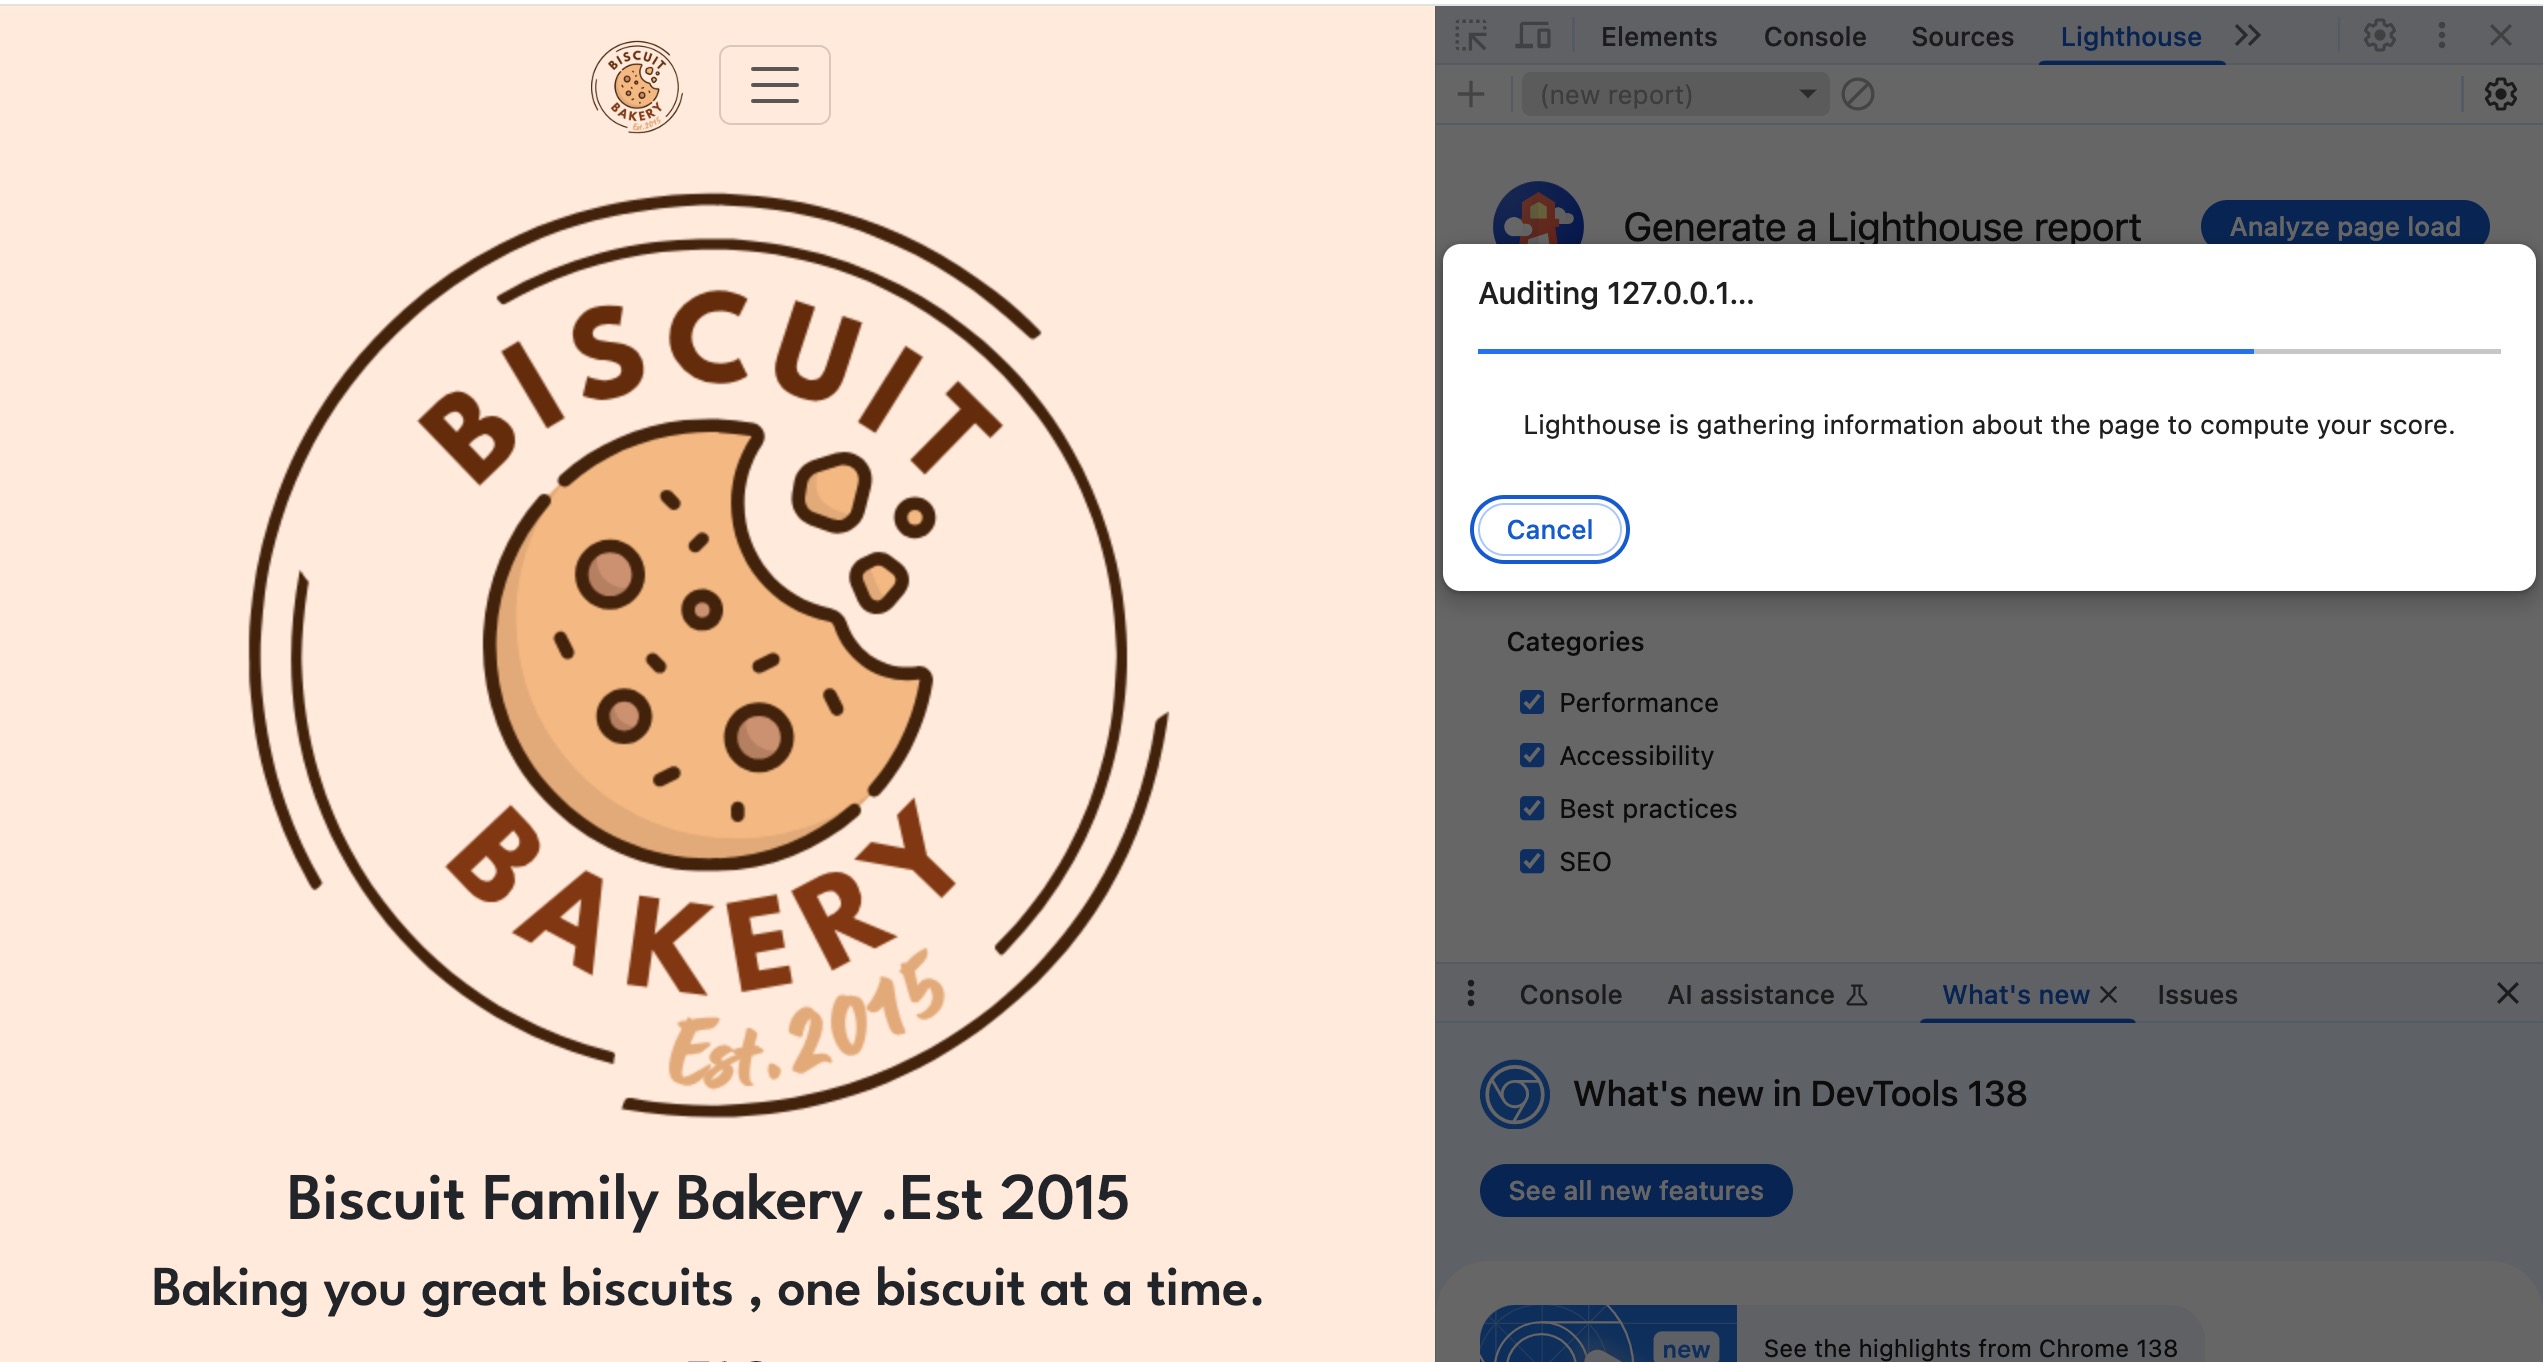 BISCUIT
BAKERY
Est.2015
BISCUIT
BAKERY
Est.2015
Biscuit Family Bakery .Est 2015
Baking you great biscuits , one biscuit at a time.
Elements Console Sources Lighthouse
(new report)
Generate a Lighthouse report Analyze page load
Auditing 127.0.0.1...
Lighthouse is gathering information about the page to compute your score.
Cancel
Categories
Performance
Accessibility
Best practices
SEO
Console AI assistance What's new Issues
What's new in DevTools 138
See all new features
new See the highlights from Chrome 138